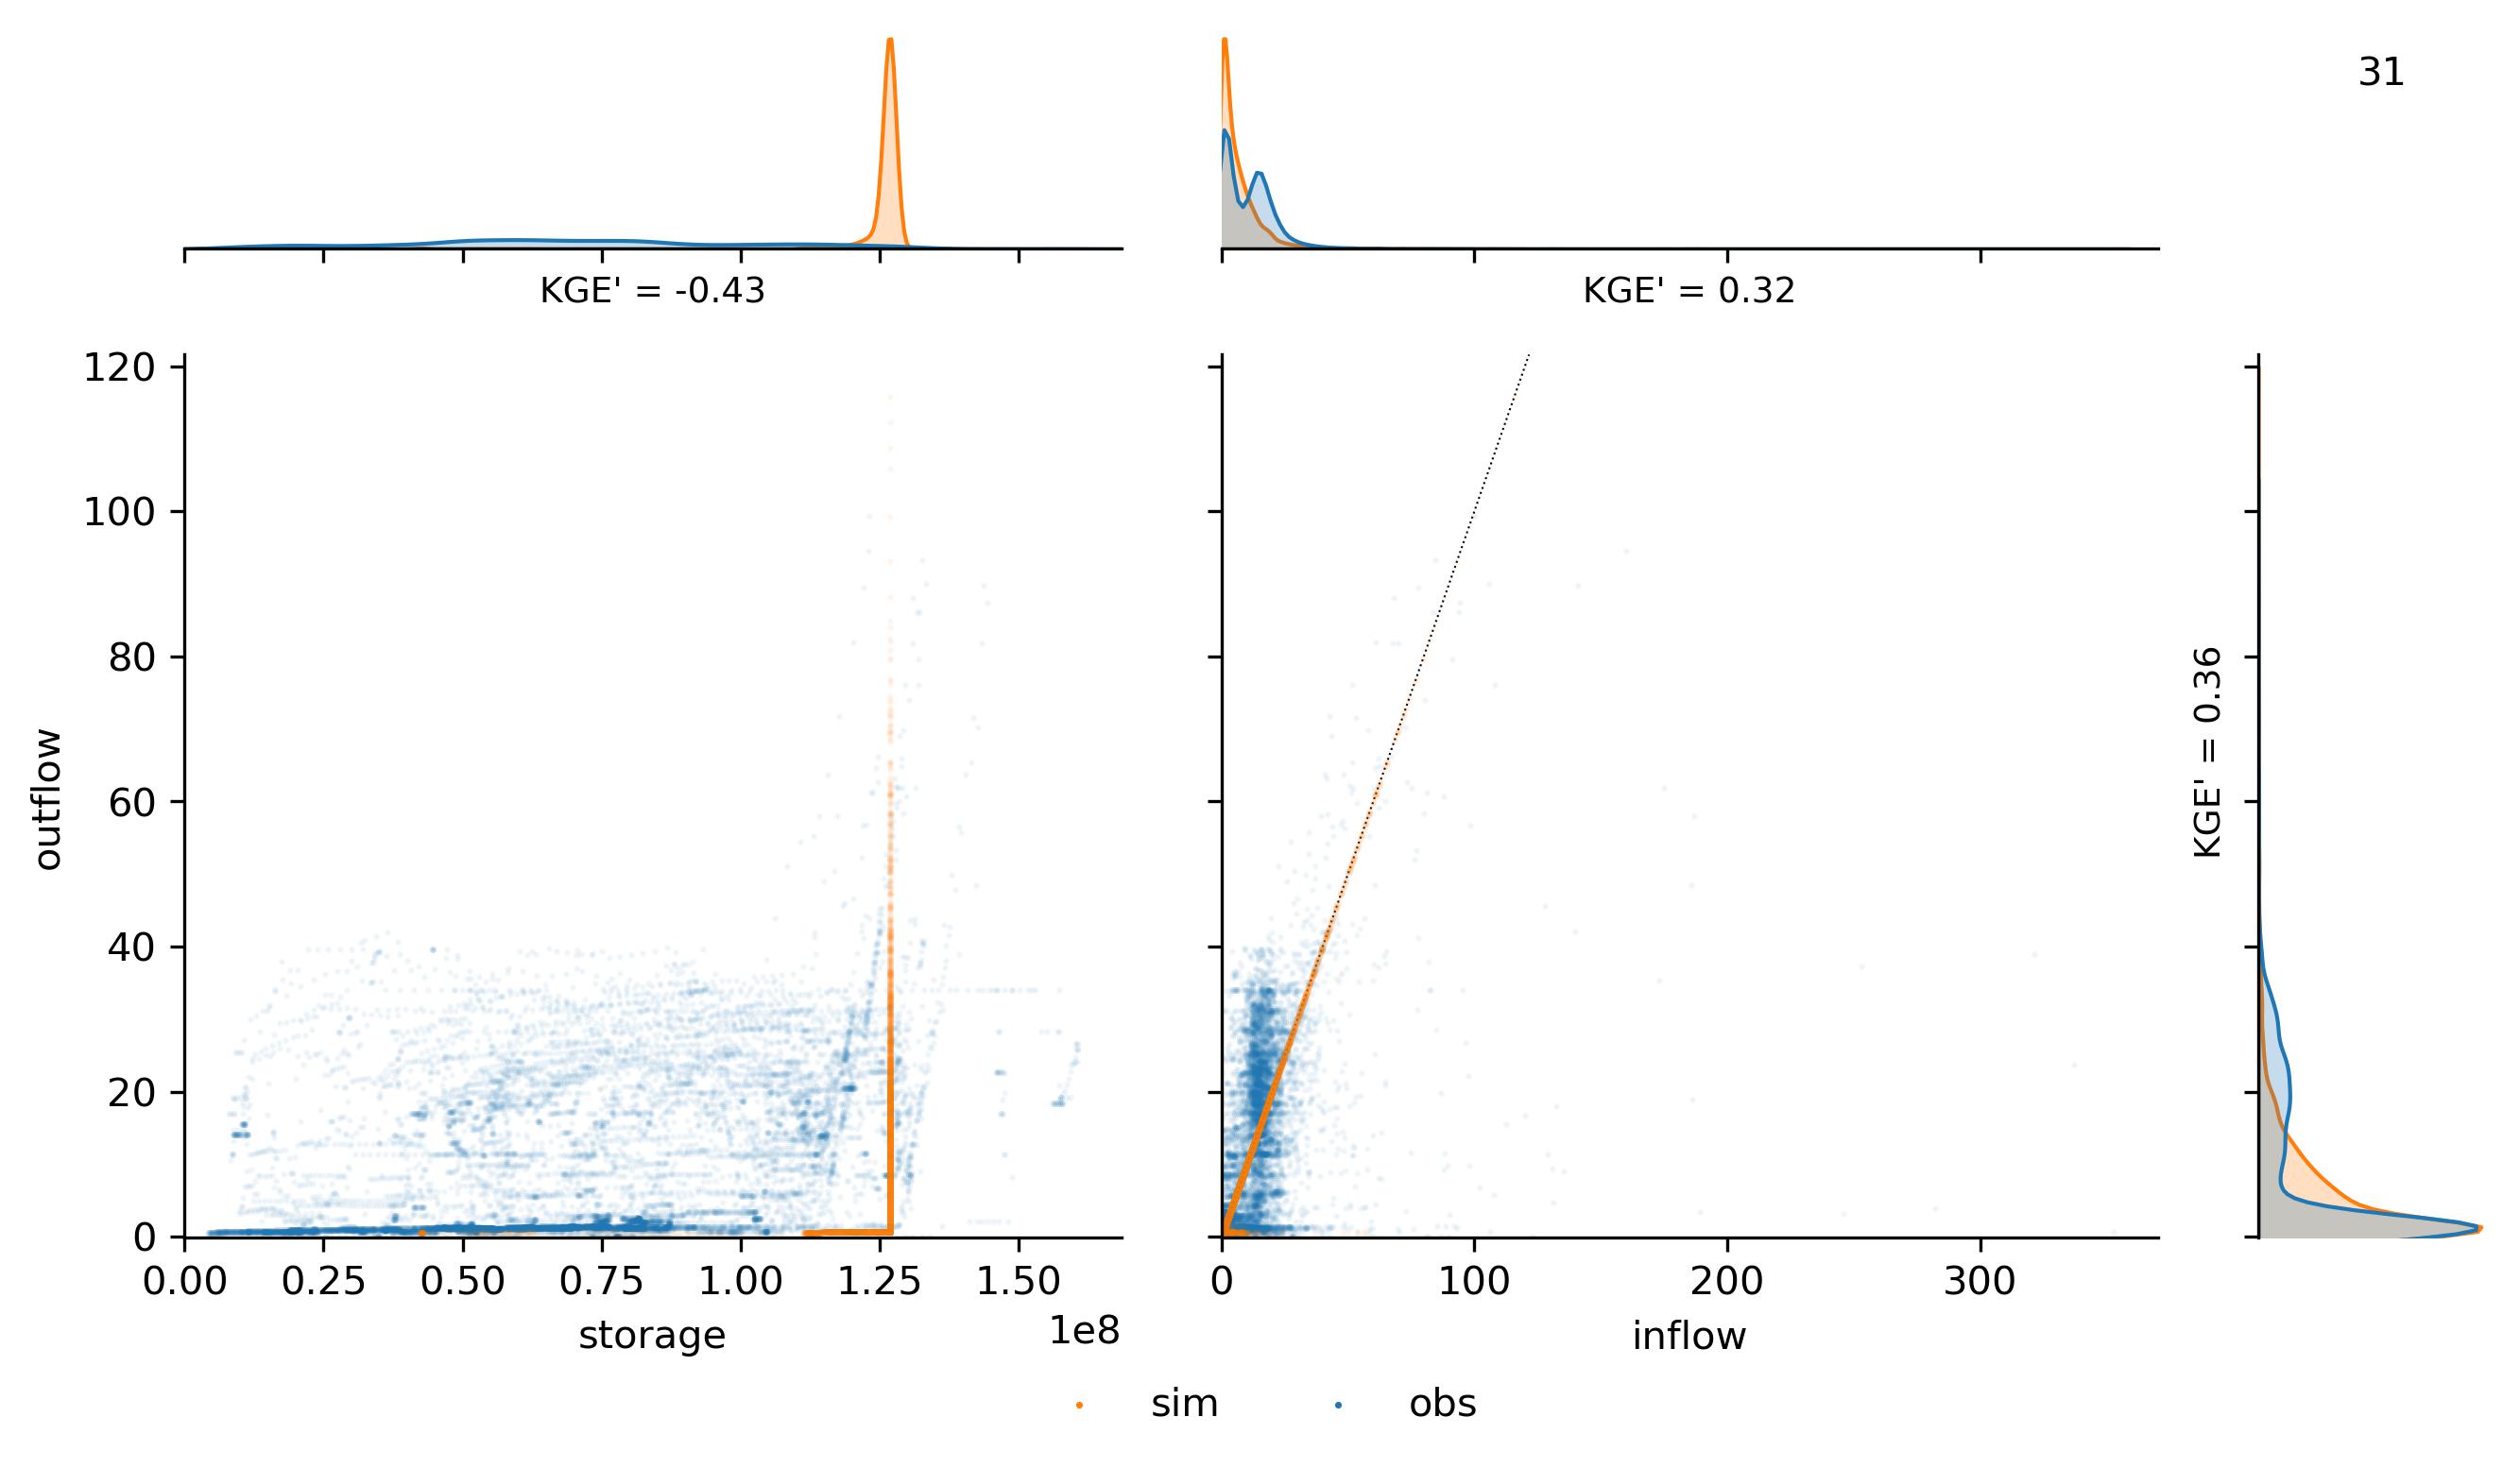 31
KGE' = -0.43
KGE' = 0.32
120
100
80
60
40
20
0
outflow
KGE' = 0.36
0.00 0.25 0.50 0.75 1.00 1.25 1.50
0 100 200 300
1e8
storage
inflow
sim obs